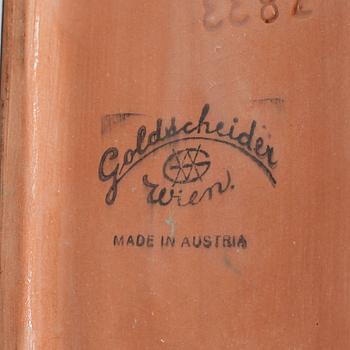 Goldscheider
Wien.
MADE IN AUSTRIA